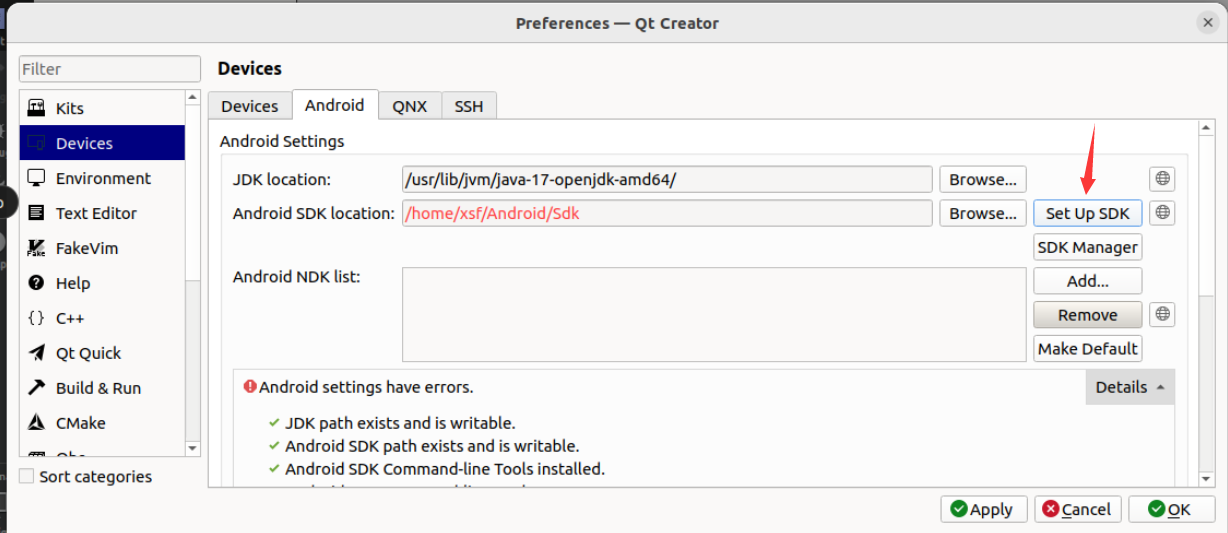 Preferences — Qt Creator
Filter
Kits
Devices
Environment
Text Editor
FakeVim
Help
C++
Qt Quick
Build & Run
CMake
Sort categories
Devices
Devices Android QNX SSH
Android Settings
JDK location: /usr/lib/jvm/java-17-openjdk-amd64/ Browse...
Android SDK location: /home/xsf/Android/Sdk Browse... Set Up SDK
SDK Manager
Android NDK list: Add...
Remove
Make Default
Android settings have errors. Details
JDK path exists and is writable.
Android SDK path exists and is writable.
Android SDK Command-line Tools installed.
Apply Cancel OK